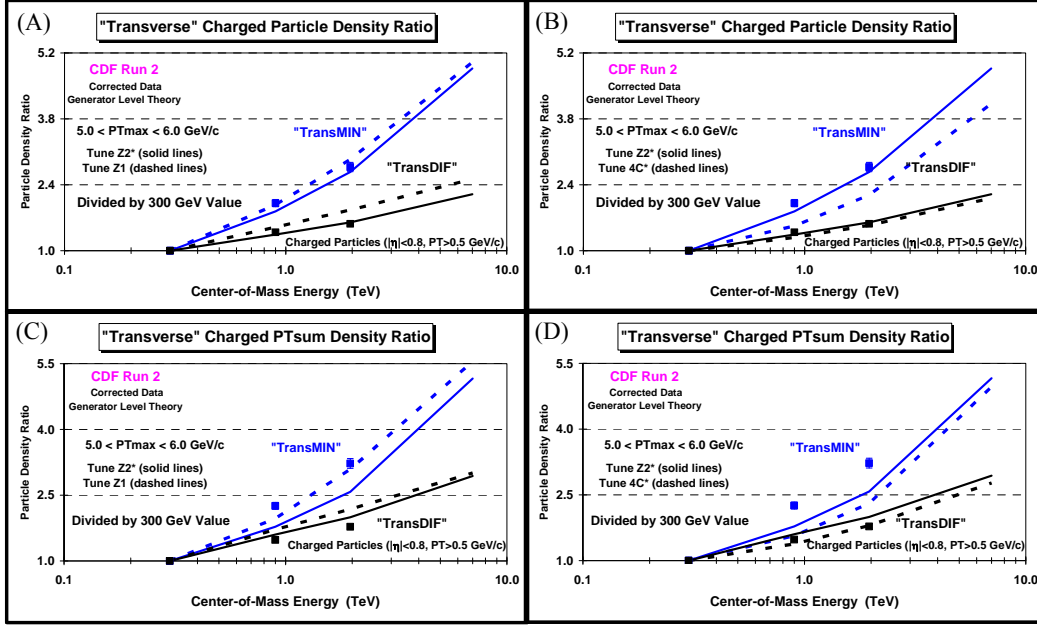 (A)
"Transverse" Charged Particle Density Ratio
5.2
3.8
2.4
1.0
Particle Density Ratio
CDF Run 2
Corrected Data
Generator Level Theory
5.0 < PTmax < 6.0 GeV/c
Tune Z2* (solid lines)
Tune Z1 (dashed lines)
Divided by 300 GeV Value
"TransMIN"
"TransDIF"
Charged Particles (|η|<0.8, PT>0.5 GeV/c)
0.1 1.0 10.0
Center-of-Mass Energy (TeV)
(B)
"Transverse" Charged Particle Density Ratio
5.2
3.8
2.4
1.0
Particle Density Ratio
CDF Run 2
Corrected Data
Generator Level Theory
5.0 < PTmax < 6.0 GeV/c
Tune Z2* (solid lines)
Tune 4C* (dashed lines)
Divided by 300 GeV Value
"TransMIN"
"TransDIF"
Charged Particles (|η|<0.8, PT>0.5 GeV/c)
0.1 1.0 10.0
Center-of-Mass Energy (TeV)
(C)
"Transverse" Charged PTsum Density Ratio
5.5
4.0
2.5
1.0
Particle Density Ratio
CDF Run 2
Corrected Data
Generator Level Theory
5.0 < PTmax < 6.0 GeV/c
Tune Z2* (solid lines)
Tune Z1 (dashed lines)
Divided by 300 GeV Value
"TransMIN"
"TransDIF"
Charged Particles (|η|<0.8, PT>0.5 GeV/c)
0.1 1.0 10.0
Center-of-Mass Energy (TeV)
(D)
"Transverse" Charged PTsum Density Ratio
5.5
4.0
2.5
1.0
Particle Density Ratio
CDF Run 2
Corrected Data
Generator Level Theory
5.0 < PTmax < 6.0 GeV/c
Tune Z2* (solid lines)
Tune 4C* (dashed lines)
Divided by 300 GeV Value
"TransMIN"
"TransDIF"
Charged Particles (|η|<0.8, PT>0.5 GeV/c)
0.1 1.0 10.0
Center-of-Mass Energy (TeV)